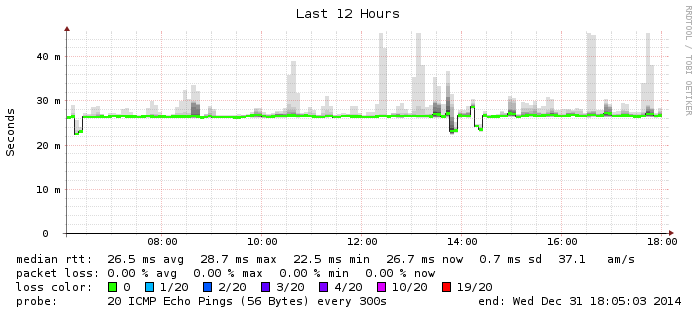 Last 12 Hours
RRDTOOL / TOBI OETIKER
Seconds
40 m
30 m
20 m
10 m
0
08:00 10:00 12:00 14:00 16:00 18:00
median rtt: 26.5 ms avg 28.7 ms max 22.5 ms min 26.7 ms now 0.7 ms sd 37.1 am/s
packet loss: 0.00 % avg 0.00 % max 0.00 % min 0.00 % now
loss color: 0 1/20 2/20 3/20 4/20 10/20 19/20
probe: 20 ICMP Echo Pings (56 Bytes) every 300s end: Wed Dec 31 18:05:03 2014